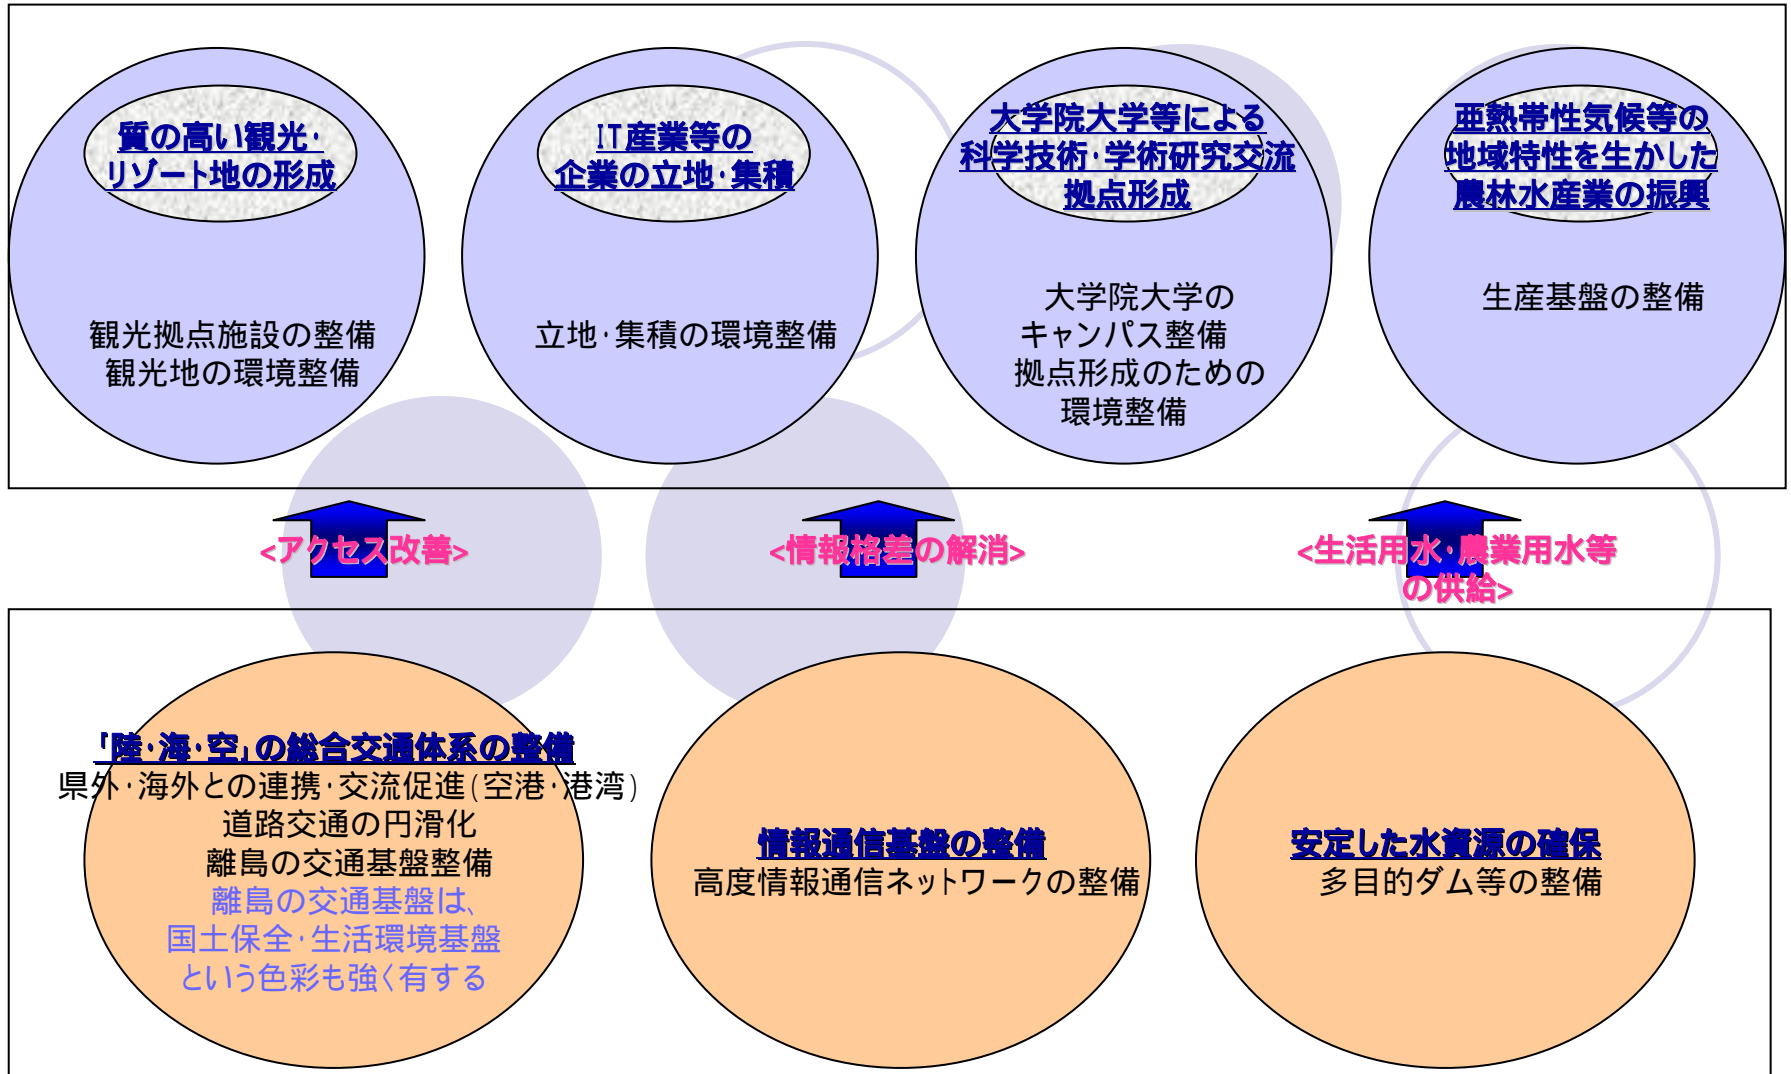 質の高い観光・
リゾート地の形成
観光拠点施設の整備
観光地の環境整備
IT産業等の
企業の立地・集積
立地・集積の環境整備
大学院大学等による
科学技術・学術研究交流
拠点形成
大学院大学の
キャンパス整備
拠点形成のための
環境整備
亜熱帯性気候等の
地域特性を生かした
農林水産業の振興
生産基盤の整備
<アクセス改善>
<情報格差の解消>
<生活用水・農業用水等
の供給>
「陸・海・空」の総合交通体系の整備
県外・海外との連携・交流促進(空港・港湾)
道路交通の円滑化
離島の交通基盤整備
離島の交通基盤は、
国土保全・生活環境基盤
という色彩も強く有する
情報通信基盤の整備
高度情報通信ネットワークの整備
安定した水資源の確保
多目的ダム等の整備